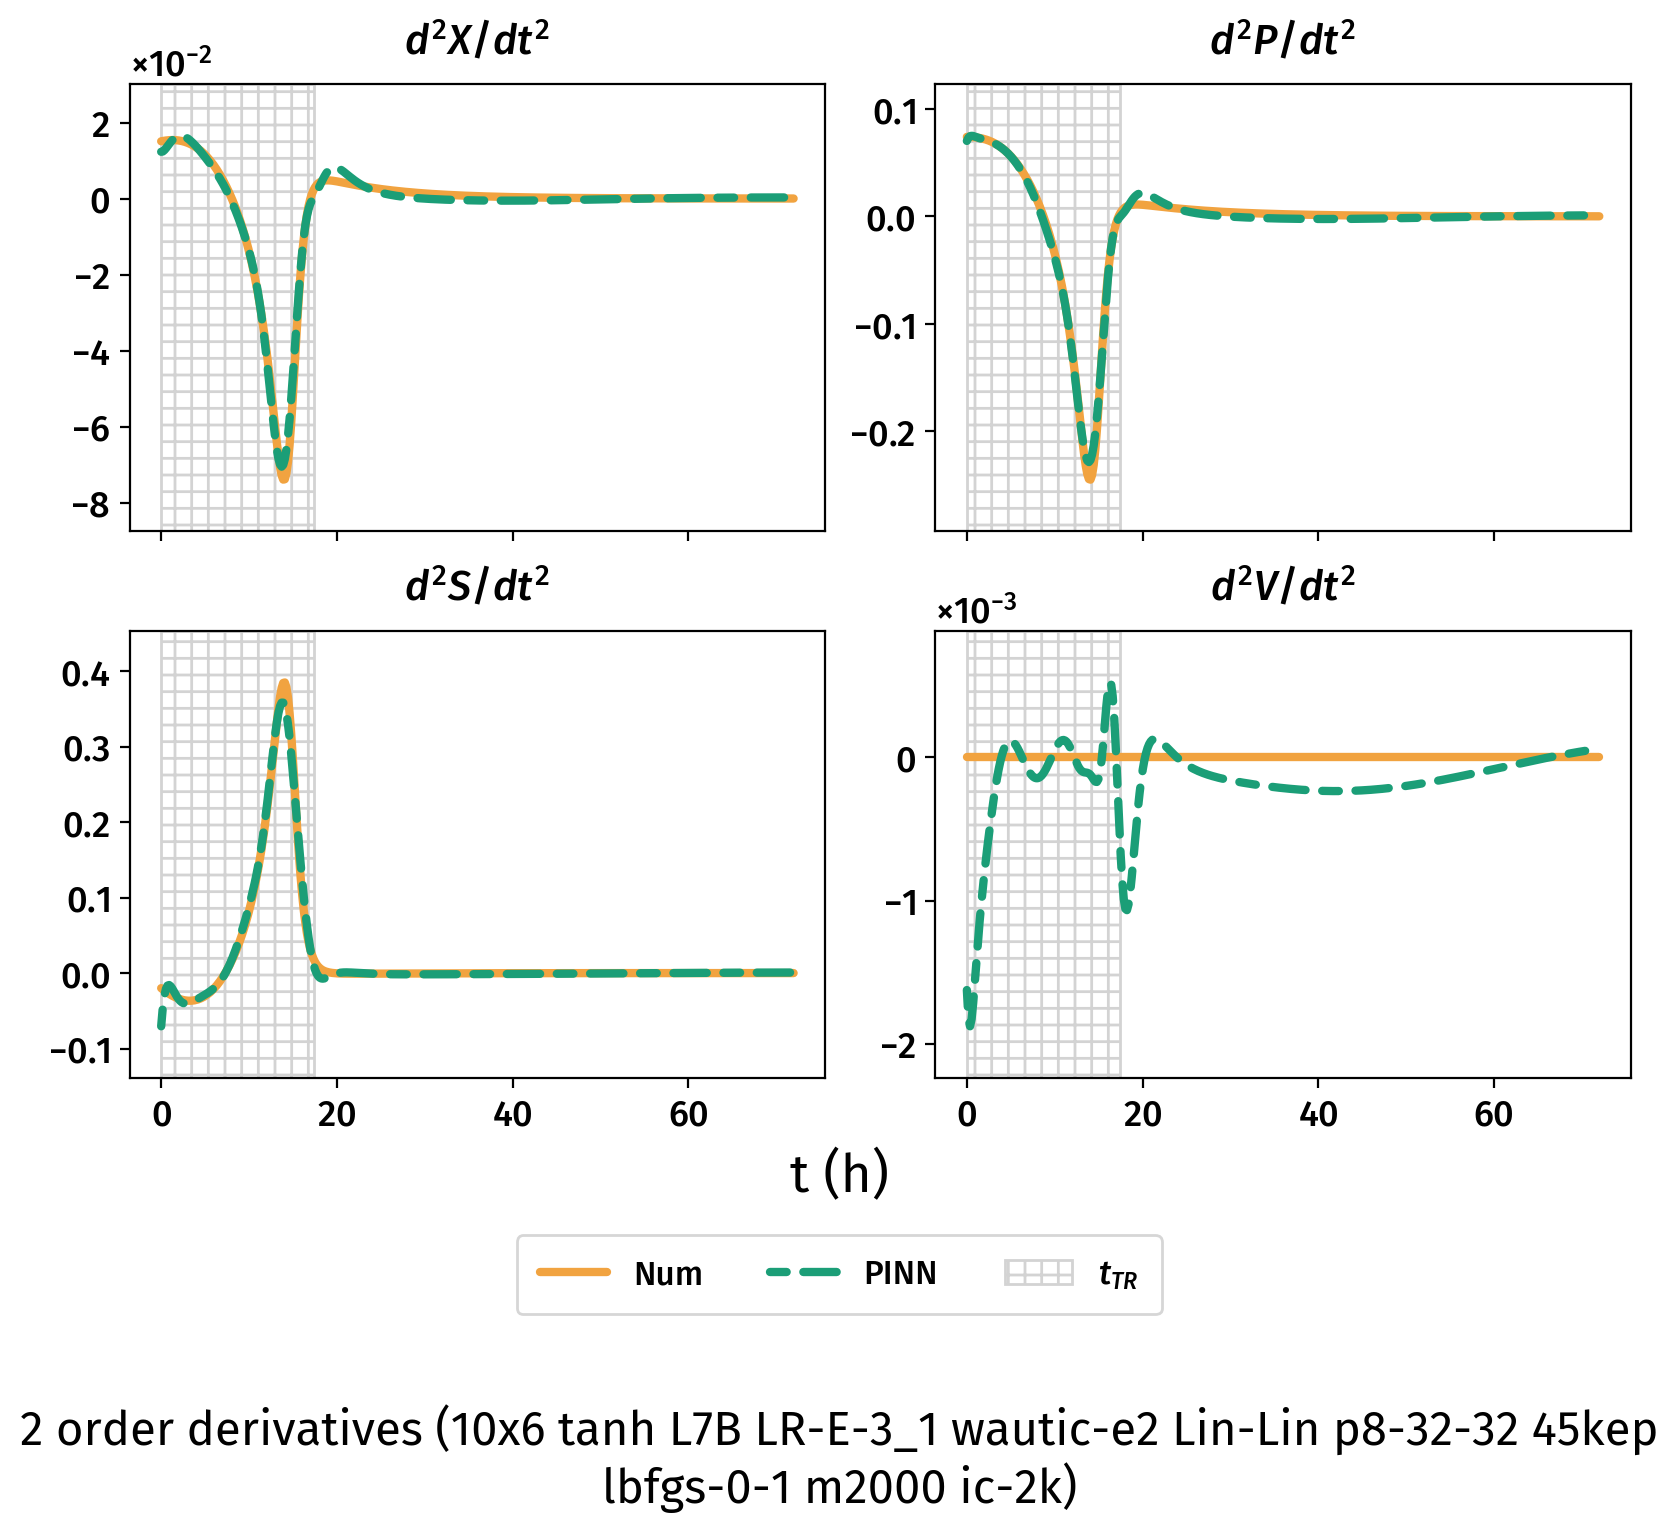 d²X/dt²
×10⁻²
2
0
−2
−4
−6
−8
d²P/dt²
0.1
0.0
−0.1
−0.2
d²S/dt²
0.4
0.3
0.2
0.1
0.0
−0.1
0 20 40 60
d²V/dt²
×10⁻³
0
−1
−2
0 20 40 60
t (h)
Num PINN t_TR
2 order derivatives (10x6 tanh L7B LR-E-3_1 wautic-e2 Lin-Lin p8-32-32 45kep
lbfgs-0-1 m2000 ic-2k)